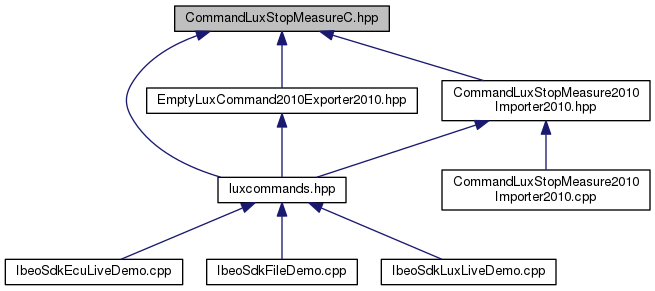 CommandLuxStopMeasureC.hpp
EmptyLuxCommand2010Exporter2010.hpp
CommandLuxStopMeasure2010
Importer2010.hpp
luxcommands.hpp
CommandLuxStopMeasure2010
Importer2010.cpp
IbeoSdkEcuLiveDemo.cpp
IbeoSdkFileDemo.cpp
IbeoSdkLuxLiveDemo.cpp